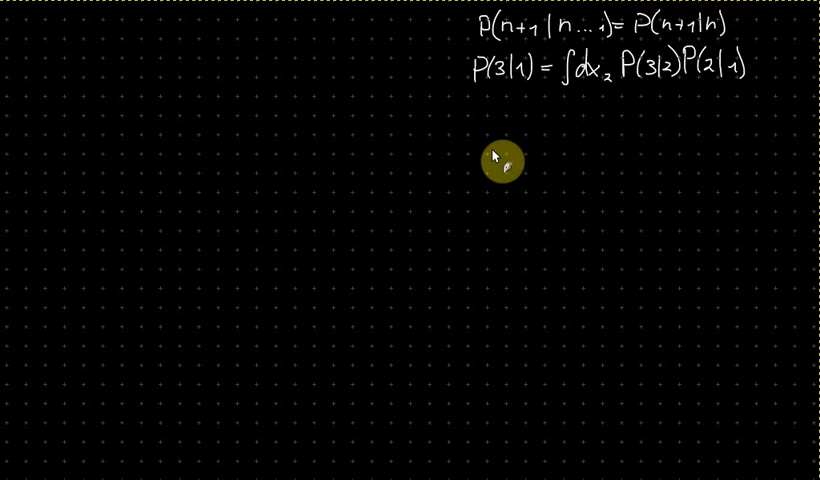 P(n+1 | n ... 1) = P(n+1|n)
P(3|1) = ∫dx₂ P(3|2)P(2|1)